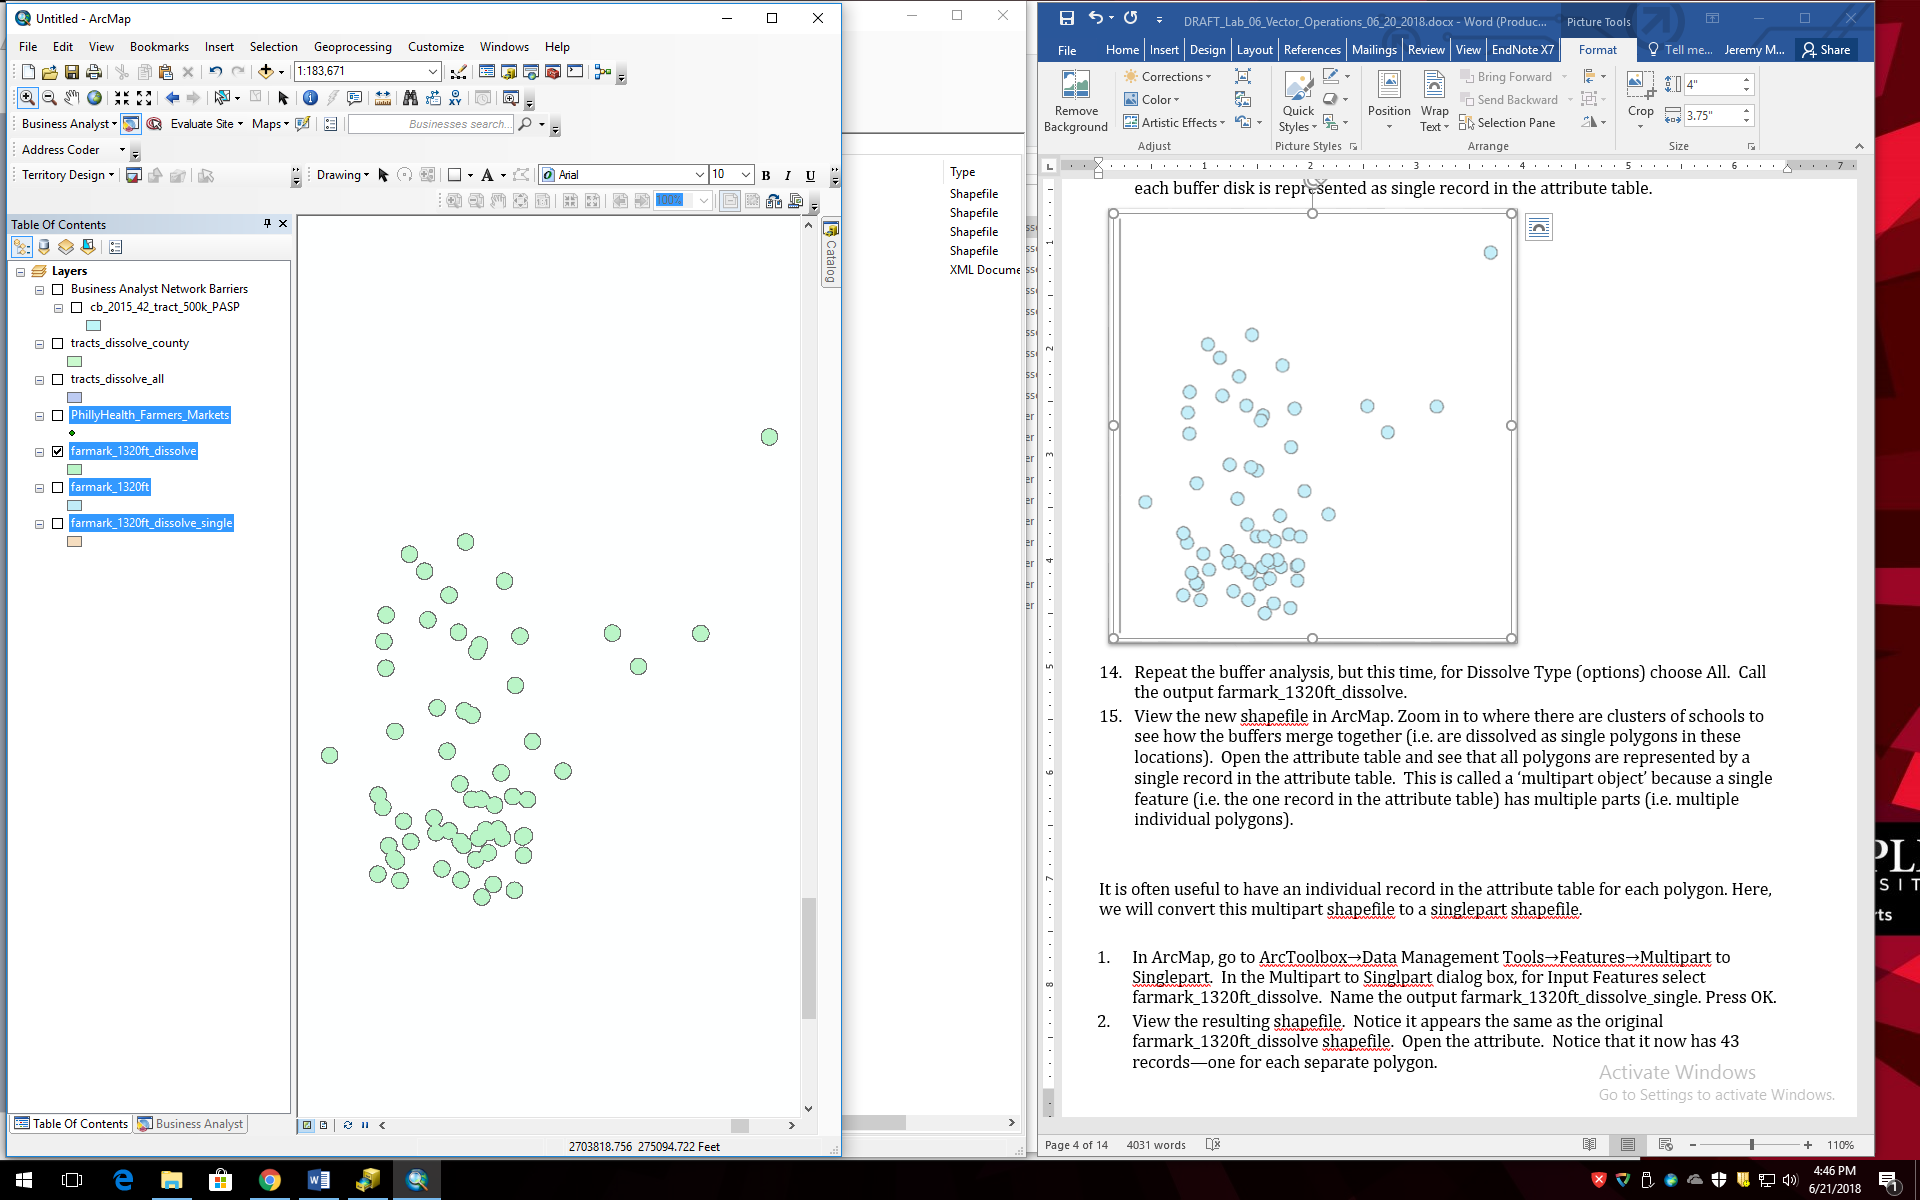 Untitled - ArcMap
File Edit View Bookmarks Insert Selection Geoprocessing Customize Windows Help
1:183,671
Business Analyst Evaluate Site Maps Businesses search...
Address Coder
Territory Design Drawing Arial 10 B I U
100%
Table Of Contents
Layers
Business Analyst Network Barriers
cb_2015_42_tract_500k_PASP
tracts_dissolve_county
tracts_dissolve_all
PhillyHealth_Farmers_Markets
farmark_1320ft_dissolve
farmark_1320ft
farmark_1320ft_dissolve_single
Table Of Contents Business Analyst
2703818.756 275094.722 Feet
Catalog
Type
Shapefile
Shapefile
Shapefile
Shapefile
XML Docume
DRAFT_Lab_06_Vector_Operations_06_20_2018.docx - Word (Produc... Picture Tools
File Home Insert Design Layout References Mailings Review View EndNote X7 Format Tell me... Jeremy M... Share
Remove Background
Corrections
Color
Artistic Effects
Adjust
Quick Styles
Picture Styles
Position
Wrap Text
Bring Forward
Send Backward
Selection Pane
Arrange
Crop
4"
3.75"
Size
each buffer disk is represented as single record in the attribute table.
14. Repeat the buffer analysis, but this time, for Dissolve Type (options) choose All. Call
the output farmark_1320ft_dissolve.
15. View the new shapefile in ArcMap. Zoom in to where there are clusters of schools to
see how the buffers merge together (i.e. are dissolved as single polygons in these
locations). Open the attribute table and see that all polygons are represented by a
single record in the attribute table. This is called a ‘multipart object’ because a single
feature (i.e. the one record in the attribute table) has multiple parts (i.e. multiple
individual polygons).
It is often useful to have an individual record in the attribute table for each polygon. Here,
we will convert this multipart shapefile to a singlepart shapefile.
1. In ArcMap, go to ArcToolbox→Data Management Tools→Features→Multipart to
Singlepart. In the Multipart to Singlpart dialog box, for Input Features select
farmark_1320ft_dissolve. Name the output farmark_1320ft_dissolve_single. Press OK.
2. View the resulting shapefile. Notice it appears the same as the original
farmark_1320ft_dissolve shapefile. Open the attribute. Notice that it now has 43
records—one for each separate polygon.
Activate Windows
Go to Settings to activate Windows.
Page 4 of 14 4031 words 110%
4:46 PM
6/21/2018